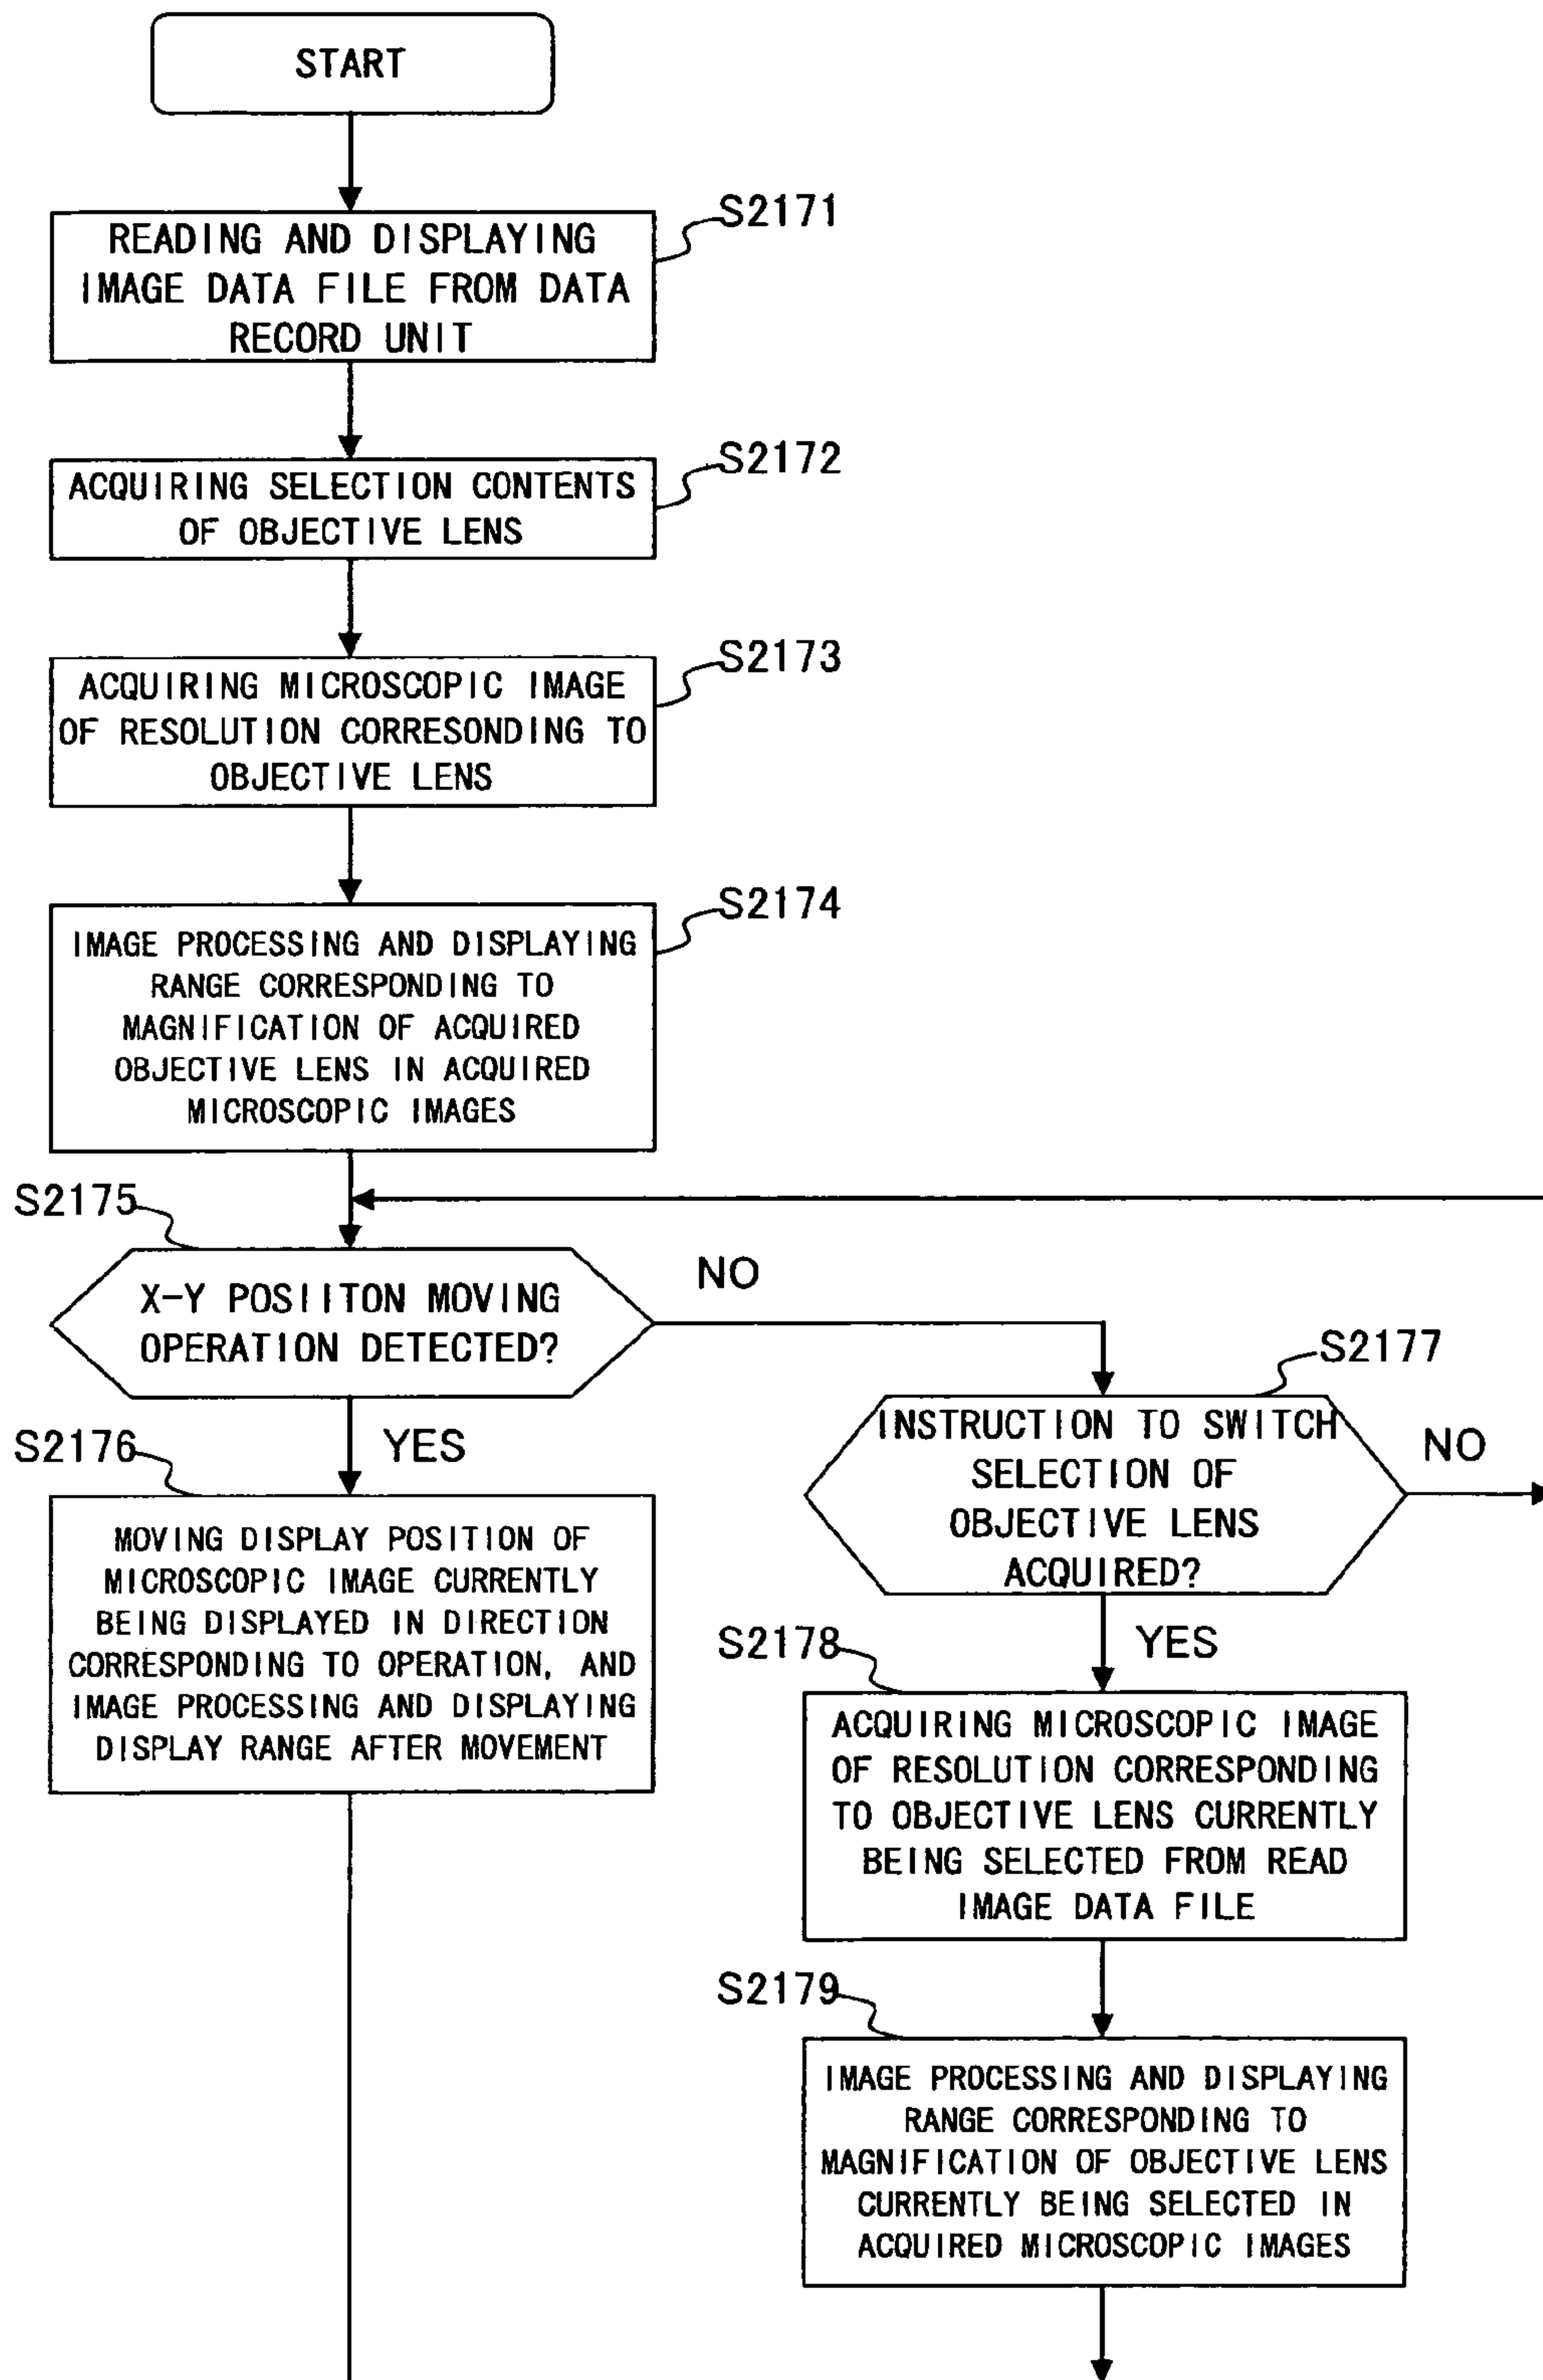 START
S2171
READING AND DISPLAYING
IMAGE DATA FILE FROM DATA
RECORD UNIT
S2172
ACQUIRING SELECTION CONTENTS
OF OBJECTIVE LENS
S2173
ACQUIRING MICROSCOPIC IMAGE
OF RESOLUTION CORRESONDING TO
OBJECTIVE LENS
S2174
IMAGE PROCESSING AND DISPLAYING
RANGE CORRESPONDING TO
MAGNIFICATION OF ACQUIRED
OBJECTIVE LENS IN ACQUIRED
MICROSCOPIC IMAGES
S2175
X-Y POSIITON MOVING
OPERATION DETECTED?
NO
YES
S2176
MOVING DISPLAY POSITION OF
MICROSCOPIC IMAGE CURRENTLY
BEING DISPLAYED IN DIRECTION
CORRESPONDING TO OPERATION, AND
IMAGE PROCESSING AND DISPLAYING
DISPLAY RANGE AFTER MOVEMENT
S2177
INSTRUCTION TO SWITCH
SELECTION OF
OBJECTIVE LENS
ACQUIRED?
NO
YES
S2178
ACQUIRING MICROSCOPIC IMAGE
OF RESOLUTION CORRESPONDING
TO OBJECTIVE LENS CURRENTLY
BEING SELECTED FROM READ
IMAGE DATA FILE
S2179
IMAGE PROCESSING AND DISPLAYING
RANGE CORRESPONDING TO
MAGNIFICATION OF OBJECTIVE LENS
CURRENTLY BEING SELECTED IN
ACQUIRED MICROSCOPIC IMAGES